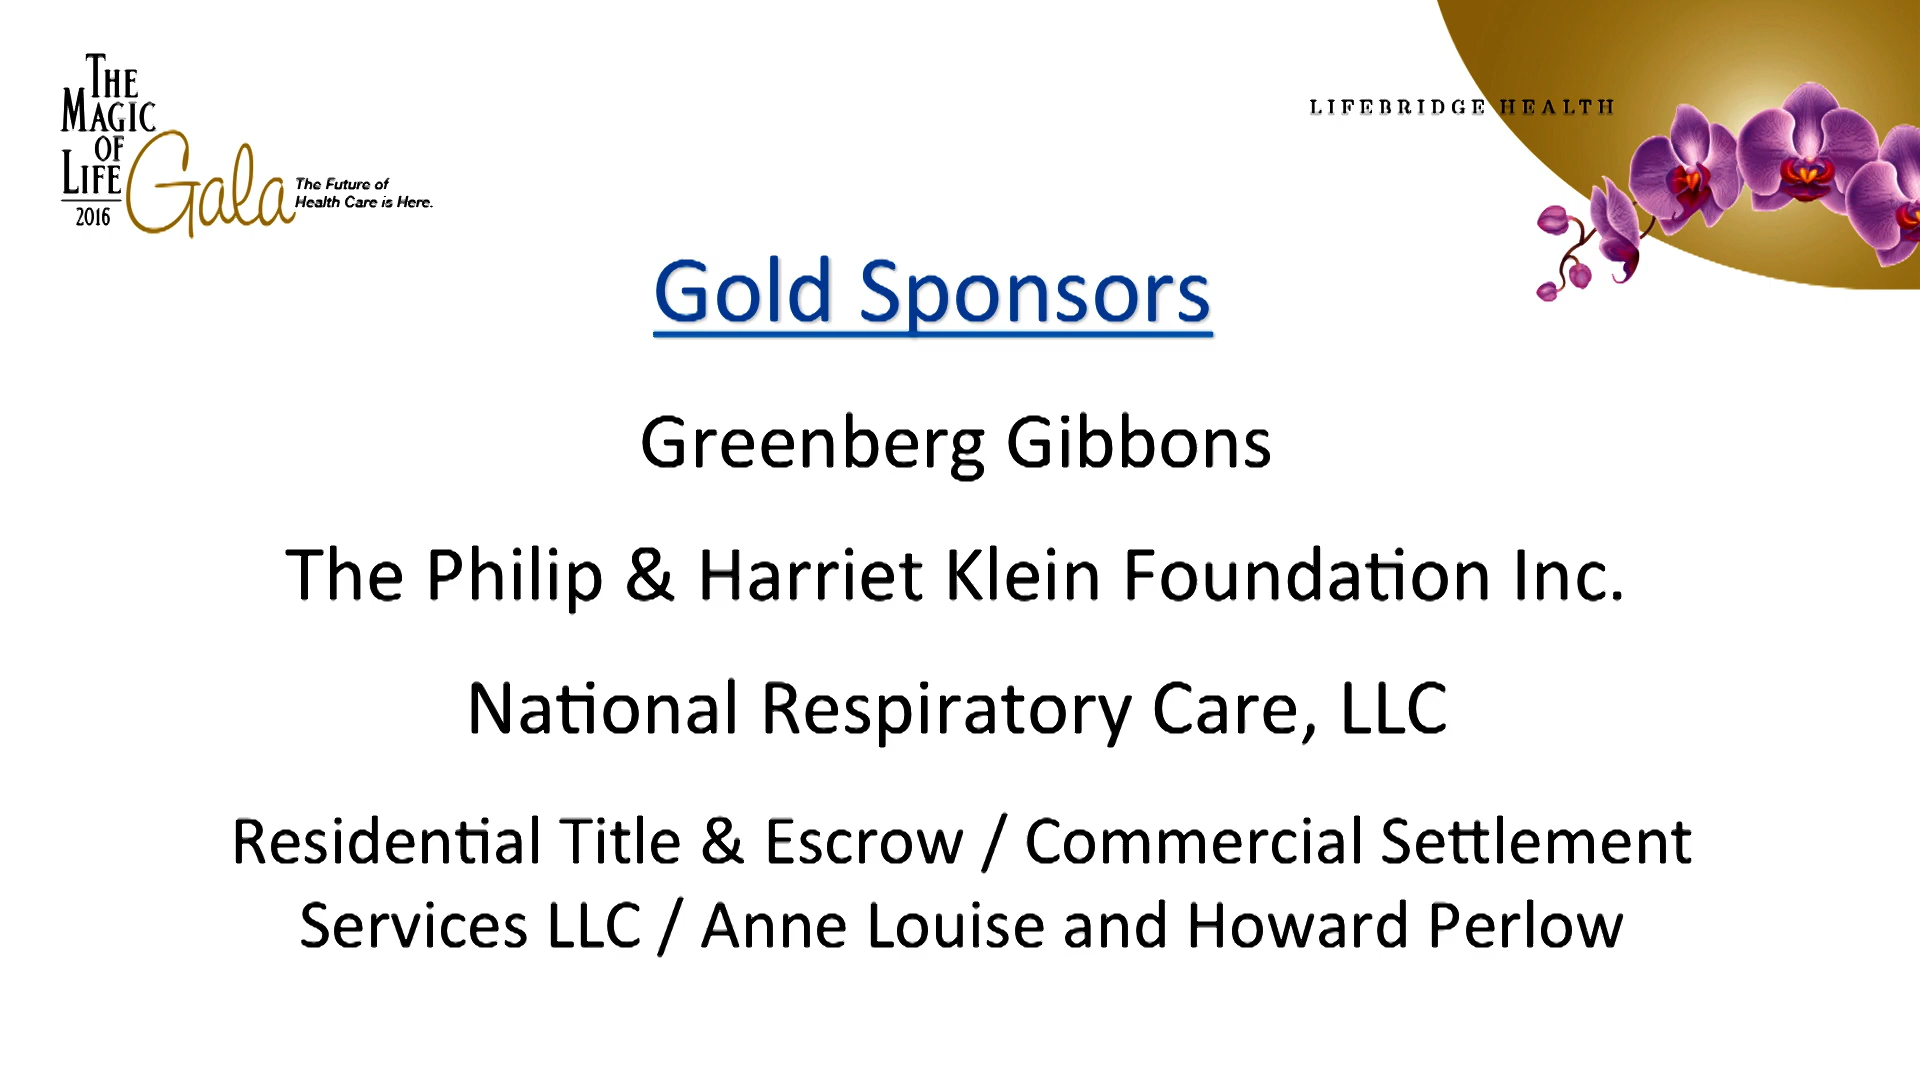 THE
MAGIC
OF
LIFE
2016
Gala
The Future of
Health Care is Here.
LIFEBRIDGE HEALTH
Gold Sponsors
Greenberg Gibbons
The Philip & Harriet Klein Foundation Inc.
National Respiratory Care, LLC
Residential Title & Escrow / Commercial Settlement
Services LLC / Anne Louise and Howard Perlow